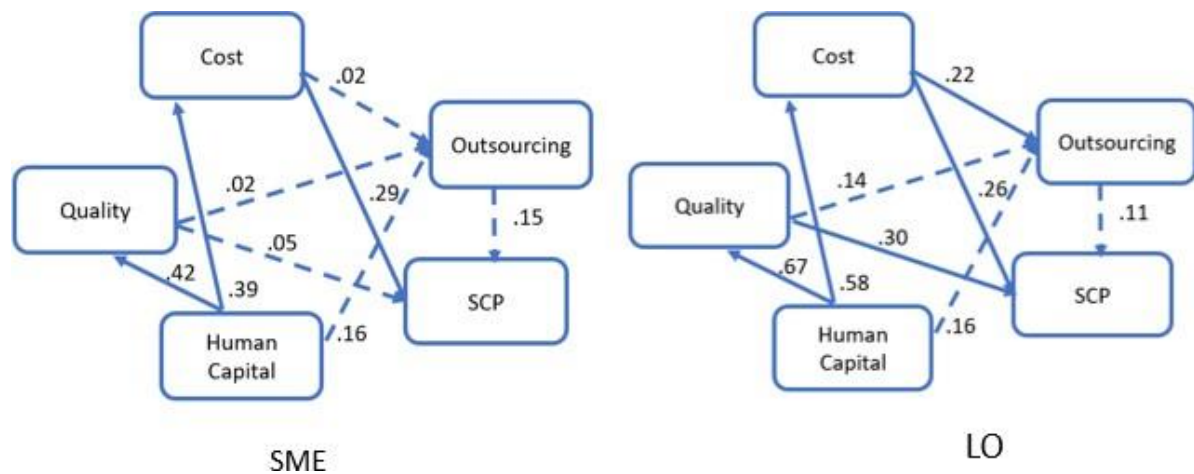 Cost
.02
Outsourcing
.02
Quality
.29
.15
.05
.42
.39
SCP
.16
Human
Capital
SME
Cost
.22
Outsourcing
.14
Quality
.26
.11
.30
.67
.58
SCP
.16
Human
Capital
LO